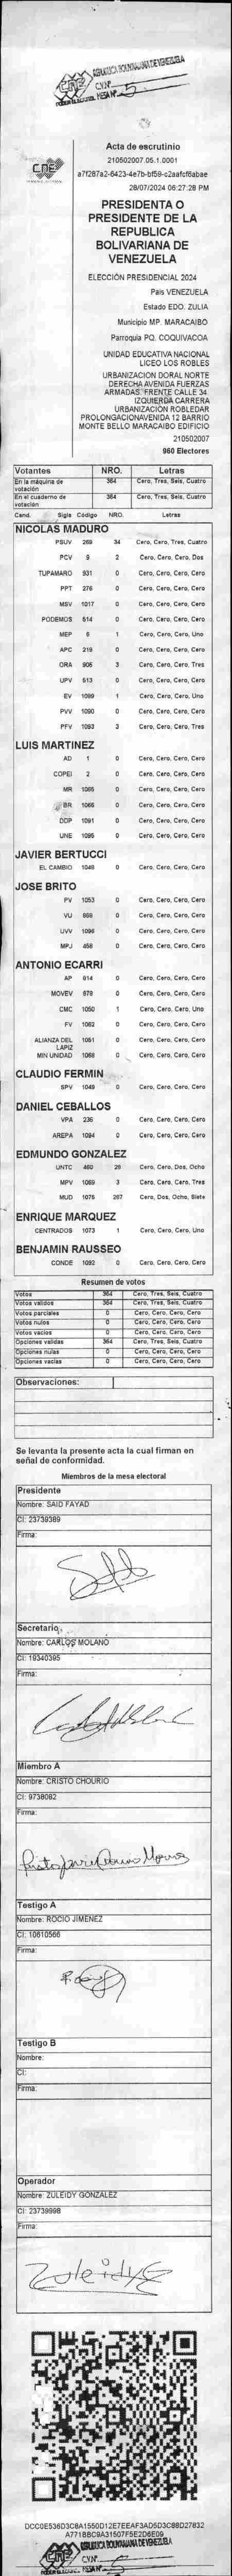 REPUBLICA BOLIVARIANA DE VENEZUELA
CNE
PODER ELECTORAL MESA Nº 5
CNE
Acta de escrutinio
210502007.05.1.0001
a7f287a2-6423-4e7b-bf59-c2aafcf6abae
28/07/2024 06:27:28 PM
PRESIDENTA O
PRESIDENTE DE LA
REPUBLICA
BOLIVARIANA DE
VENEZUELA
ELECCIÓN PRESIDENCIAL 2024
País VENEZUELA
Estado EDO. ZULIA
Municipio MP. MARACAIBO
Parroquia PQ. COQUIVACOA
UNIDAD EDUCATIVA NACIONAL
LICEO LOS ROBLES
URBANIZACION DORAL NORTE
DERECHA AVENIDA FUERZAS
ARMADAS. FRENTE CALLE 34.
IZQUIERDA CARRERA
URBANIZACIÓN ROBLEDAR
PROLONGACIONAVENIDA 12 BARRIO
MONTE BELLO MARACAIBO EDIFICIO
210502007
960 Electores
Votantes NRO. Letras
En la máquina de votación 364 Cero, Tres, Seis, Cuatro
En el cuaderno de votación 364 Cero, Tres, Seis, Cuatro
Cand. Sigla Código NRO. Letras
NICOLAS MADURO
PSUV 269 34 Cero, Cero, Tres, Cuatro
PCV 9 2 Cero, Cero, Cero, Dos
TUPAMARO 931 0 Cero, Cero, Cero, Cero
PPT 276 0 Cero, Cero, Cero, Cero
MSV 1017 0 Cero, Cero, Cero, Cero
PODEMOS 614 0 Cero, Cero, Cero, Cero
MEP 6 1 Cero, Cero, Cero, Uno
APC 219 0 Cero, Cero, Cero, Cero
ORA 906 3 Cero, Cero, Cero, Tres
UPV 513 0 Cero, Cero, Cero, Cero
EV 1099 1 Cero, Cero, Cero, Uno
PVV 1090 0 Cero, Cero, Cero, Cero
PFV 1093 3 Cero, Cero, Cero, Tres
LUIS MARTINEZ
AD 1 0 Cero, Cero, Cero, Cero
COPEI 2 0 Cero, Cero, Cero, Cero
MR 1065 0 Cero, Cero, Cero, Cero
BR 1066 0 Cero, Cero, Cero, Cero
DDP 1091 0 Cero, Cero, Cero, Cero
UNE 1095 0 Cero, Cero, Cero, Cero
JAVIER BERTUCCI
EL CAMBIO 1048 0 Cero, Cero, Cero, Cero
JOSE BRITO
PV 1053 0 Cero, Cero, Cero, Cero
VU 959 0 Cero, Cero, Cero, Cero
UVV 1096 0 Cero, Cero, Cero, Cero
MPJ 458 0 Cero, Cero, Cero, Cero
ANTONIO ECARRI
AP 914 0 Cero, Cero, Cero, Cero
MOVEV 979 0 Cero, Cero, Cero, Cero
CMC 1050 1 Cero, Cero, Cero, Uno
FV 1062 0 Cero, Cero, Cero, Cero
ALIANZA DEL LAPIZ 1051 0 Cero, Cero, Cero, Cero
MIN UNIDAD 1068 0 Cero, Cero, Cero, Cero
CLAUDIO FERMIN
SPV 1049 0 Cero, Cero, Cero, Cero
DANIEL CEBALLOS
VPA 236 0 Cero, Cero, Cero, Cero
AREPA 1094 0 Cero, Cero, Cero, Cero
EDMUNDO GONZALEZ
UNTC 460 28 Cero, Cero, Dos, Ocho
MPV 1069 3 Cero, Cero, Cero, Tres
MUD 1076 287 Cero, Dos, Ocho, Siete
ENRIQUE MARQUEZ
CENTRADOS 1073 1 Cero, Cero, Cero, Uno
BENJAMIN RAUSSEO
CONDE 1092 0 Cero, Cero, Cero, Cero
Resumen de votos
Votos 364 Cero, Tres, Seis, Cuatro
Votos validos 364 Cero, Tres, Seis, Cuatro
Votos parciales 0 Cero, Cero, Cero, Cero
Votos nulos 0 Cero, Cero, Cero, Cero
Votos vacios 0 Cero, Cero, Cero, Cero
Opciones validas 364 Cero, Tres, Seis, Cuatro
Opciones nulas 0 Cero, Cero, Cero, Cero
Opciones vacias 0 Cero, Cero, Cero, Cero
Observaciones:
Se levanta la presente acta la cual firman en
señal de conformidad.
Miembros de la mesa electoral
Presidente
Nombre: SAID FAYAD
CI: 23739389
Firma:
Secretario
Nombre: CARLOS MOLANO
CI: 19340395
Firma:
Miembro A
Nombre: CRISTO CHOURIO
CI: 9738082
Firma:
Testigo A
Nombre: ROCIO JIMENEZ
CI: 10610566
Firma:
Testigo B
Nombre:
CI:
Firma:
Operador
Nombre: ZULEIDY GONZALEZ
CI: 23739998
Firma:
Zuleidy G
DCC0E536D3C8A1550D12E7EEAF3AD5D3C88D27832
A7718BC9A31507F5E2D6E09
REPUBLICA BOLIVARIANA DE VENEZUELA
CNE
PODER ELECTORAL MESA Nº 5